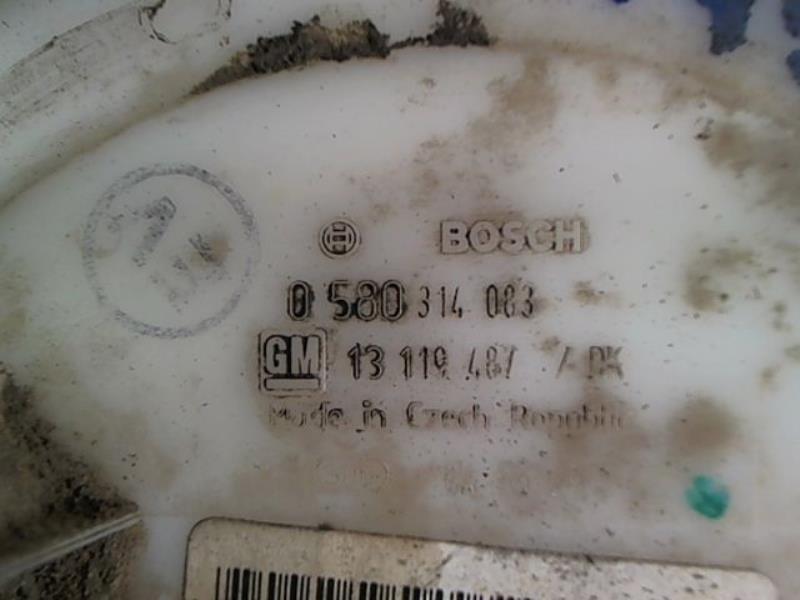 BOSCH
0 580 314 083
GM 13 119 487
Made in Czech Republic